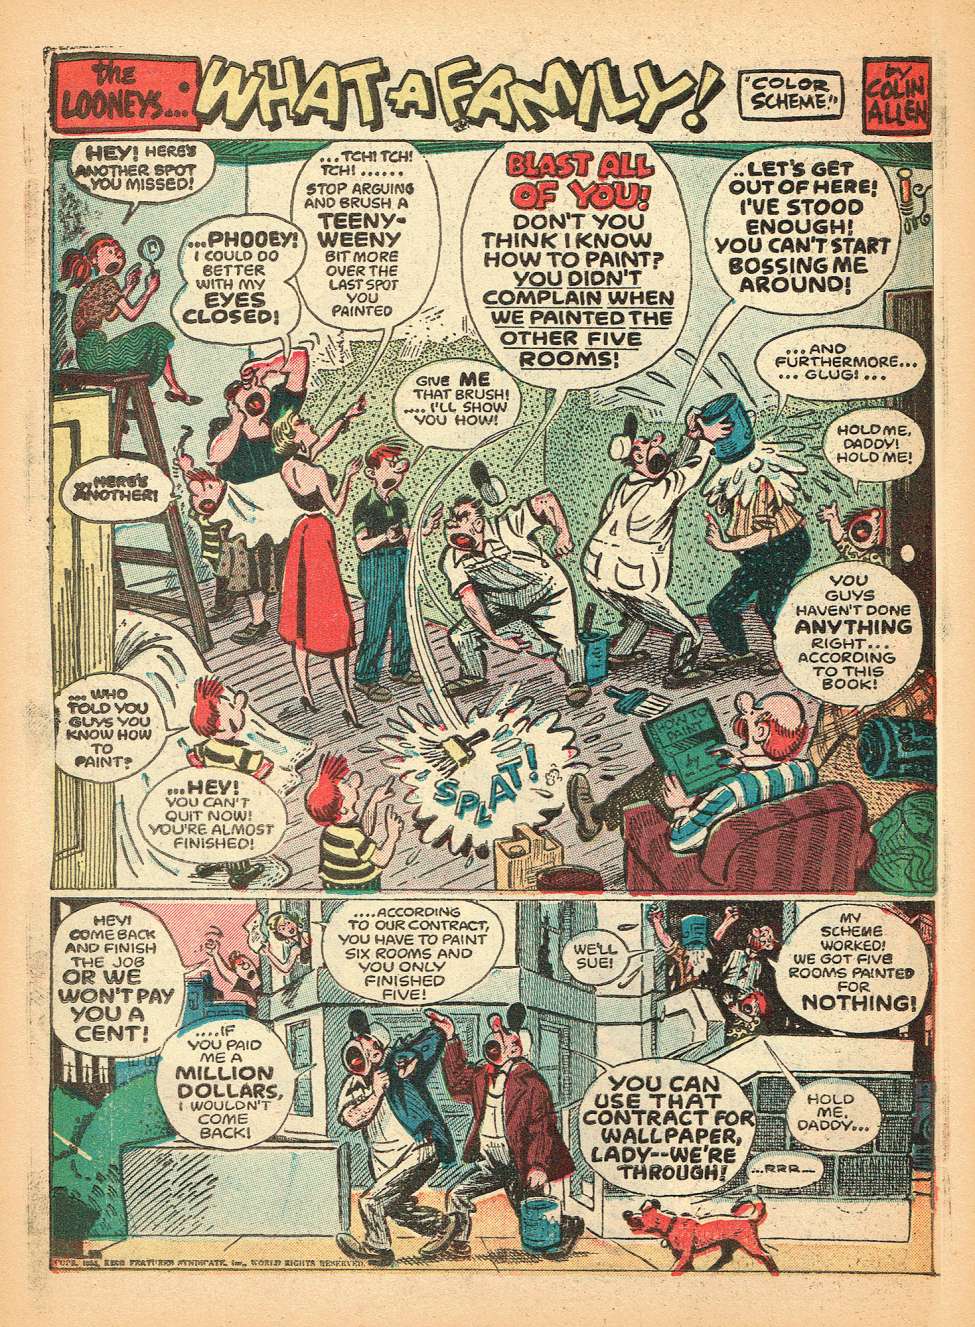 the
LOONEYS....
WHAT A FAMILY!
"COLOR
SCHEME"
by
COLIN
ALLEN
HEY! HERE'S
ANOTHER SPOT
YOU MISSED!
...PHOOEY!
I COULD DO
BETTER
WITH MY
EYES
CLOSED!
...TCH! TCH!
TCH! ......
STOP ARGUING
AND BRUSH A
TEENY-
WEENY
BIT MORE
OVER THE
LAST SPOT
YOU
PAINTED
BLAST ALL
OF YOU!
DON'T YOU
THINK I KNOW
HOW TO PAINT?
YOU DIDN'T
COMPLAIN WHEN
WE PAINTED THE
OTHER FIVE
ROOMS!
..LET'S GET
OUT OF HERE!
I'VE STOOD
ENOUGH!
YOU CAN'T START
BOSSING ME
AROUND!
GIVE ME
THAT BRUSH!
.... I'LL SHOW
YOU HOW!
...AND
FURTHERMORE...
... GLUG! ...
HOLD ME,
DADDY!
HOLD ME!
...HERE'S
ANOTHER!
YOU
GUYS
HAVEN'T DONE
ANYTHING
RIGHT...
ACCORDING
TO THIS
BOOK!
... WHO
TOLD YOU
GUYS YOU
KNOW HOW
TO
PAINT?
...HEY!
YOU CAN'T
QUIT NOW!
YOU'RE ALMOST
FINISHED!
SPLAT!
HOW TO
PAINT
by
HEY!
COME BACK
AND FINISH
THE JOB
OR WE
WON'T PAY
YOU A
CENT!
....IF
YOU PAID
ME A
MILLION
DOLLARS,
I WOULDN'T
COME
BACK!
....ACCORDING
TO OUR CONTRACT,
YOU HAVE TO PAINT
SIX ROOMS AND
YOU ONLY
FINISHED
FIVE!
WE'LL
SUE!
MY
SCHEME
WORKED!
WE GOT FIVE
ROOMS PAINTED
FOR
NOTHING!
YOU CAN
USE THAT
CONTRACT FOR
WALLPAPER,
LADY--WE'RE
THROUGH!
HOLD
ME,
DADDY...
...RRR...
KING FEATURES SYNDICATE, Inc., WORLD RIGHTS RESERVED.